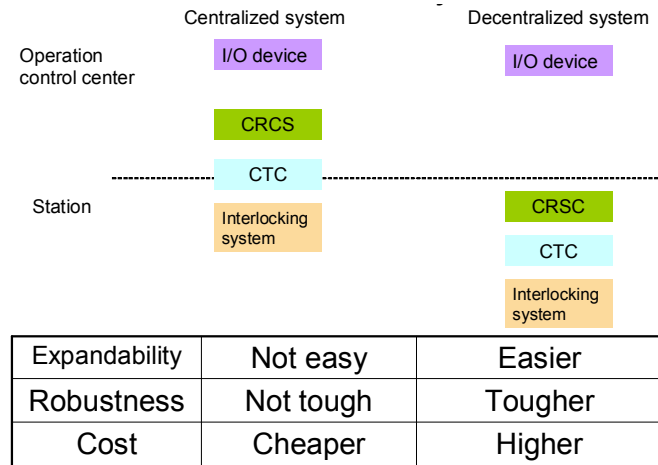 Centralized system Decentralized system
Operation
control center
I/O device I/O device
CRCS
CTC
Station
Interlocking
system
CRSC
CTC
Interlocking
system
Expandability Not easy Easier
Robustness Not tough Tougher
Cost Cheaper Higher